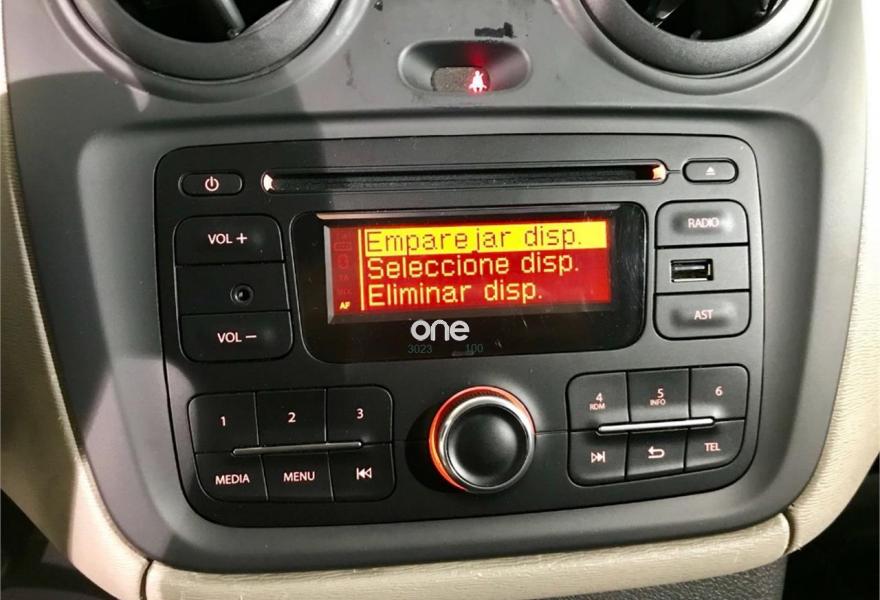 VOL +
RADIO
Emparejar disp.
Seleccione disp.
Eliminar disp.
AF
VOL −
AST
one
3023 100
1
2
3
4
RDM
5
INFO
6
MEDIA
MENU
TEL